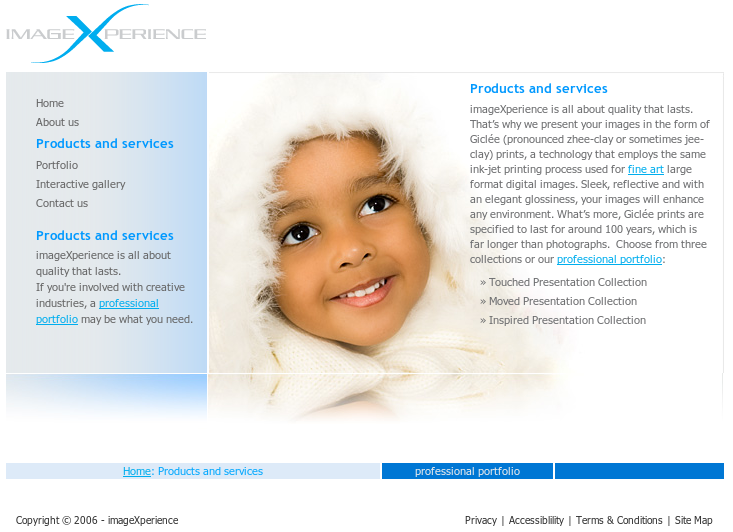 IMAGEXPERIENCE
Home
About us
Products and services
Portfolio
Interactive gallery
Contact us
Products and services
imageXperience is all about
quality that lasts.
If you're involved with creative
industries, a professional
portfolio may be what you need.
Products and services
imageXperience is all about quality that lasts.
That's why we present your images in the form of
Giclée (pronounced zhee-clay or sometimes jee-
clay) prints, a technology that employs the same
ink-jet printing process used for fine art large
format digital images. Sleek, reflective and with
an elegant glossiness, your images will enhance
any environment. What's more, Giclée prints are
specified to last for around 100 years, which is
far longer than photographs.  Choose from three
collections or our professional portfolio:
» Touched Presentation Collection
» Moved Presentation Collection
» Inspired Presentation Collection
Home: Products and services
professional portfolio
Copyright © 2006 - imageXperience
Privacy | Accessiblility | Terms & Conditions | Site Map